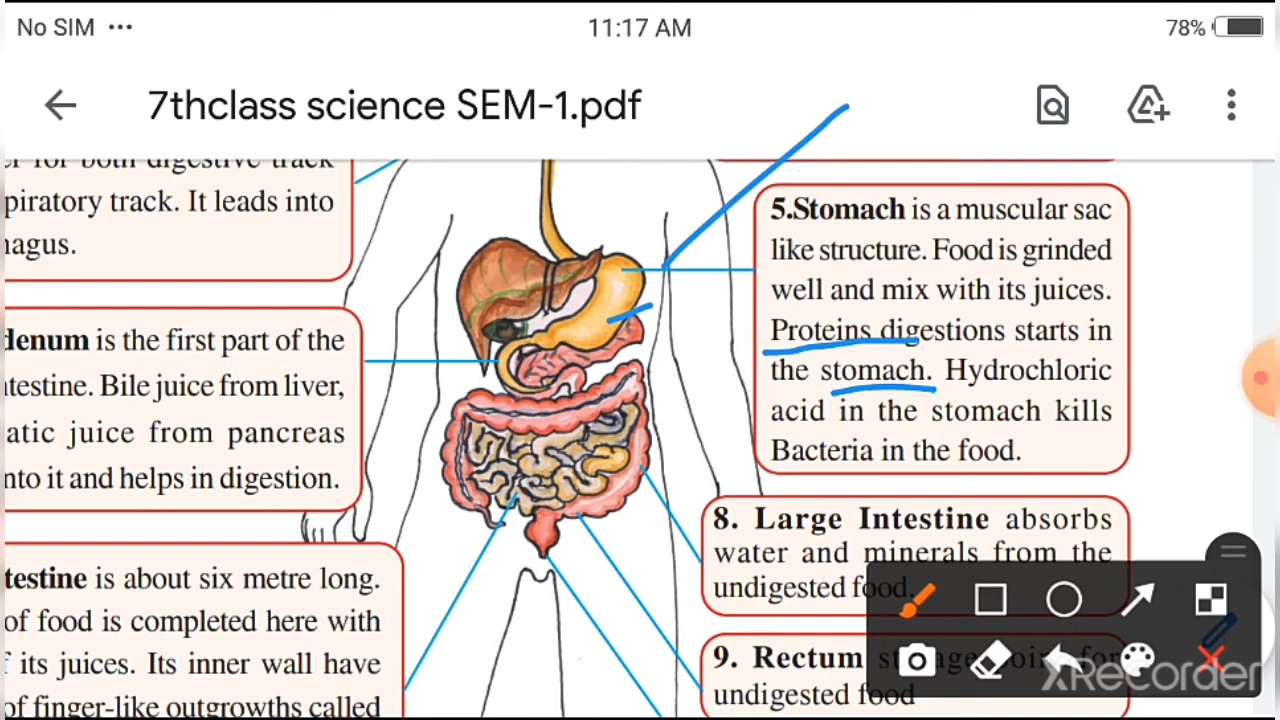 No SIM ···
11:17 AM
78%
7thclass science SEM-1.pdf
for both digestive track
piratory track. It leads into
agus.
5.Stomach is a muscular sac
like structure. Food is grinded
well and mix with its juices.
Proteins digestions starts in
the stomach. Hydrochloric
acid in the stomach kills
Bacteria in the food.
denum is the first part of the
testine. Bile juice from liver,
atic juice from pancreas
nto it and helps in digestion.
8. Large Intestine absorbs
water and minerals from the
undigested food.
testine is about six metre long.
of food is completed here with
its juices. Its inner wall have
of finger-like outgrowths called
9. Rectum for
undigested food
XRecorder